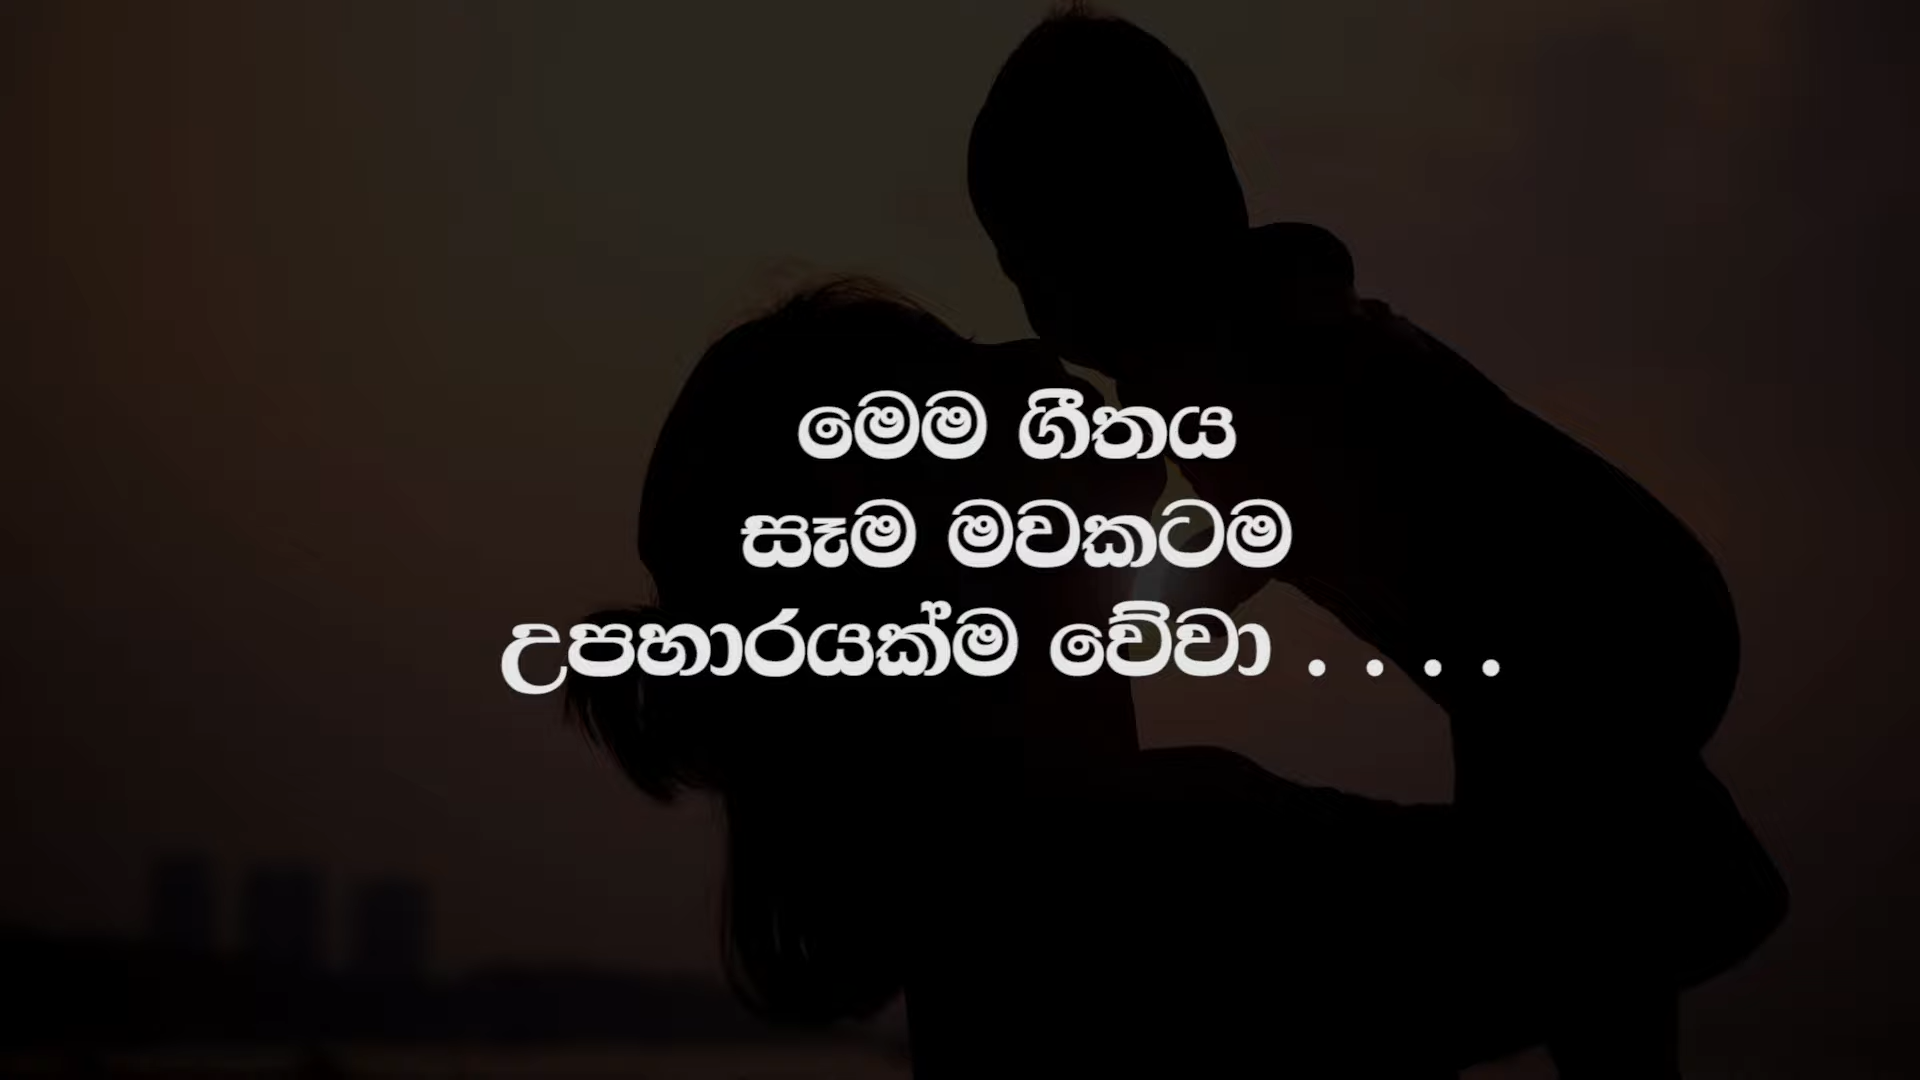 මෙම ගීතය
සෑම මවකටම
උපහාරයක්ම වේවා . . . .